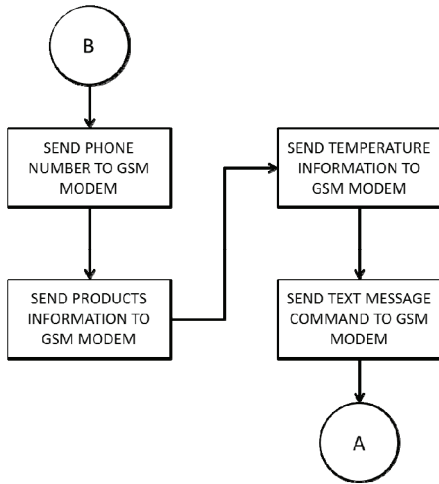 B
SEND PHONE
NUMBER TO GSM
MODEM
SEND PRODUCTS
INFORMATION TO
GSM MODEM
SEND TEMPERATURE
INFORMATION TO
GSM MODEM
SEND TEXT MESSAGE
COMMAND TO GSM
MODEM
A